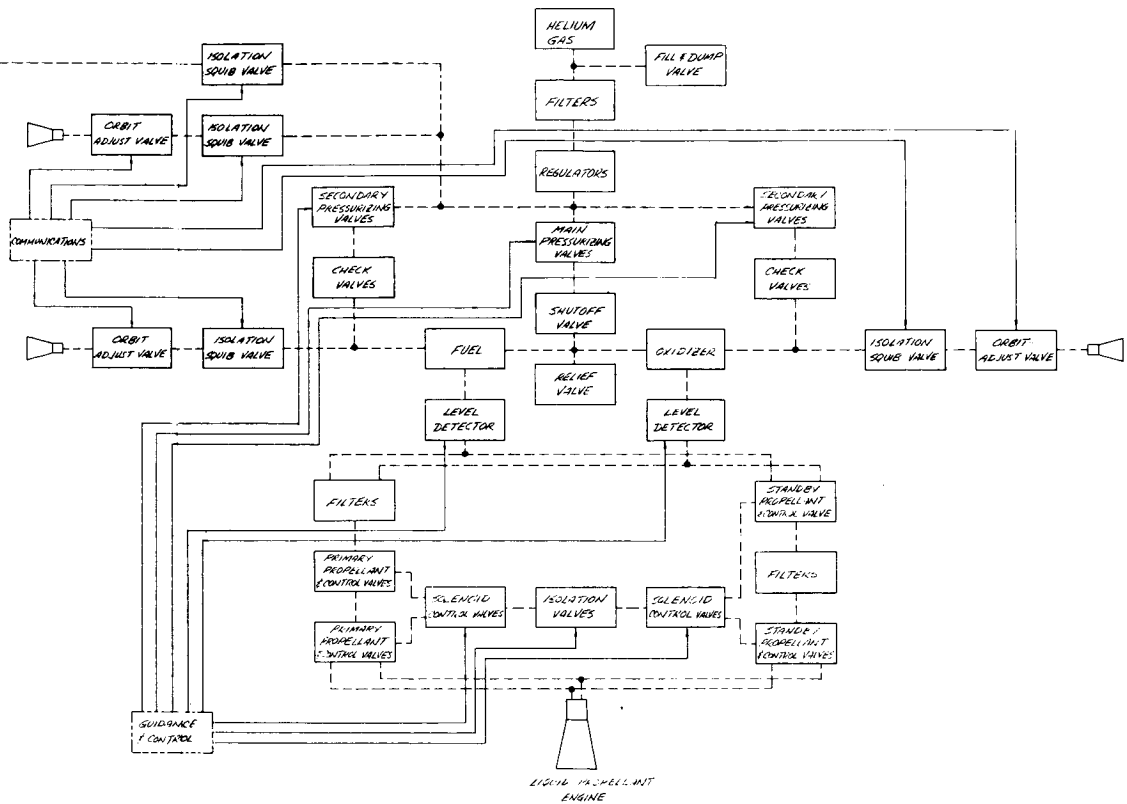 HELIUM
GAS
ISOLATION
SQUIB VALVE
FILL & DUMP
VALVE
FILTERS
ORBIT
ADJUST VALVE
ISOLATION
SQUIB VALVE
REGULATORS
SECONDARY
PRESSURIZING
VALVES
SECONDARY
PRESSURIZING
VALVES
COMMUNICATIONS
MAIN
PRESSURIZING
VALVES
CHECK
VALVES
CHECK
VALVES
SHUTOFF
VALVE
ORBIT
ADJUST VALVE
ISOLATION
SQUIB VALVE
FUEL
OXIDIZER
ISOLATION
SQUIB VALVE
ORBIT
ADJUST VALVE
RELIEF
VALVE
LEVEL
DETECTOR
LEVEL
DETECTOR
FILTERS
STANDBY
PROPELLANT
& CONTROL VALVE
PRIMARY
PROPELLANT
& CONTROL VALVES
FILTERS
SOLENOID
CONTROL VALVES
ISOLATION
VALVES
SOLENOID
CONTROL VALVES
PRIMARY
PROPELLANT
& CONTROL VALVES
STANDBY
PROPELLANT
& CONTROL VALVES
GUIDANCE
& CONTROL
LIQUID PROPELLANT
ENGINE